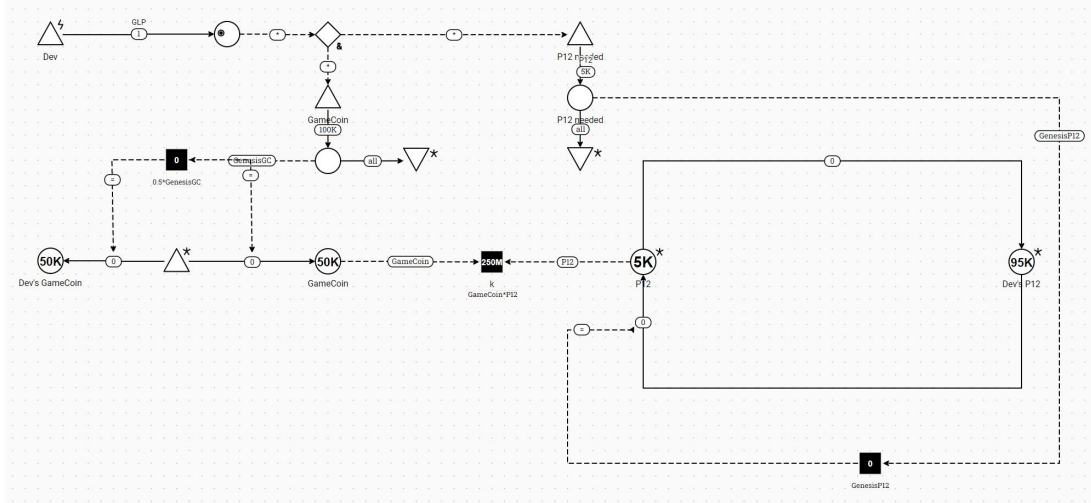 GLP
1
*
&
*
Dev
*
P12 needed
P12
5K
GameCoin
100K
P12 needed
all
GenesisP12
0
0.5*GenesisGC
GenesisGC
all
*
*
=
=
0
50K
Dev's GameCoin
0
*
0
50K
GameCoin
GameCoin
250M
k
GameCoin*P12
P12
5K
*
P12
95K
*
Dev's P12
=
0
0
GenesisP12